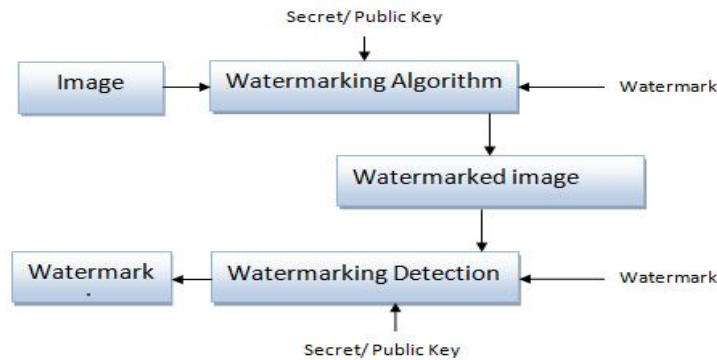 Secret/ Public Key
Image
Watermarking Algorithm
Watermark
Watermarked image
Watermark
.
Watermarking Detection
Watermark
Secret/ Public Key